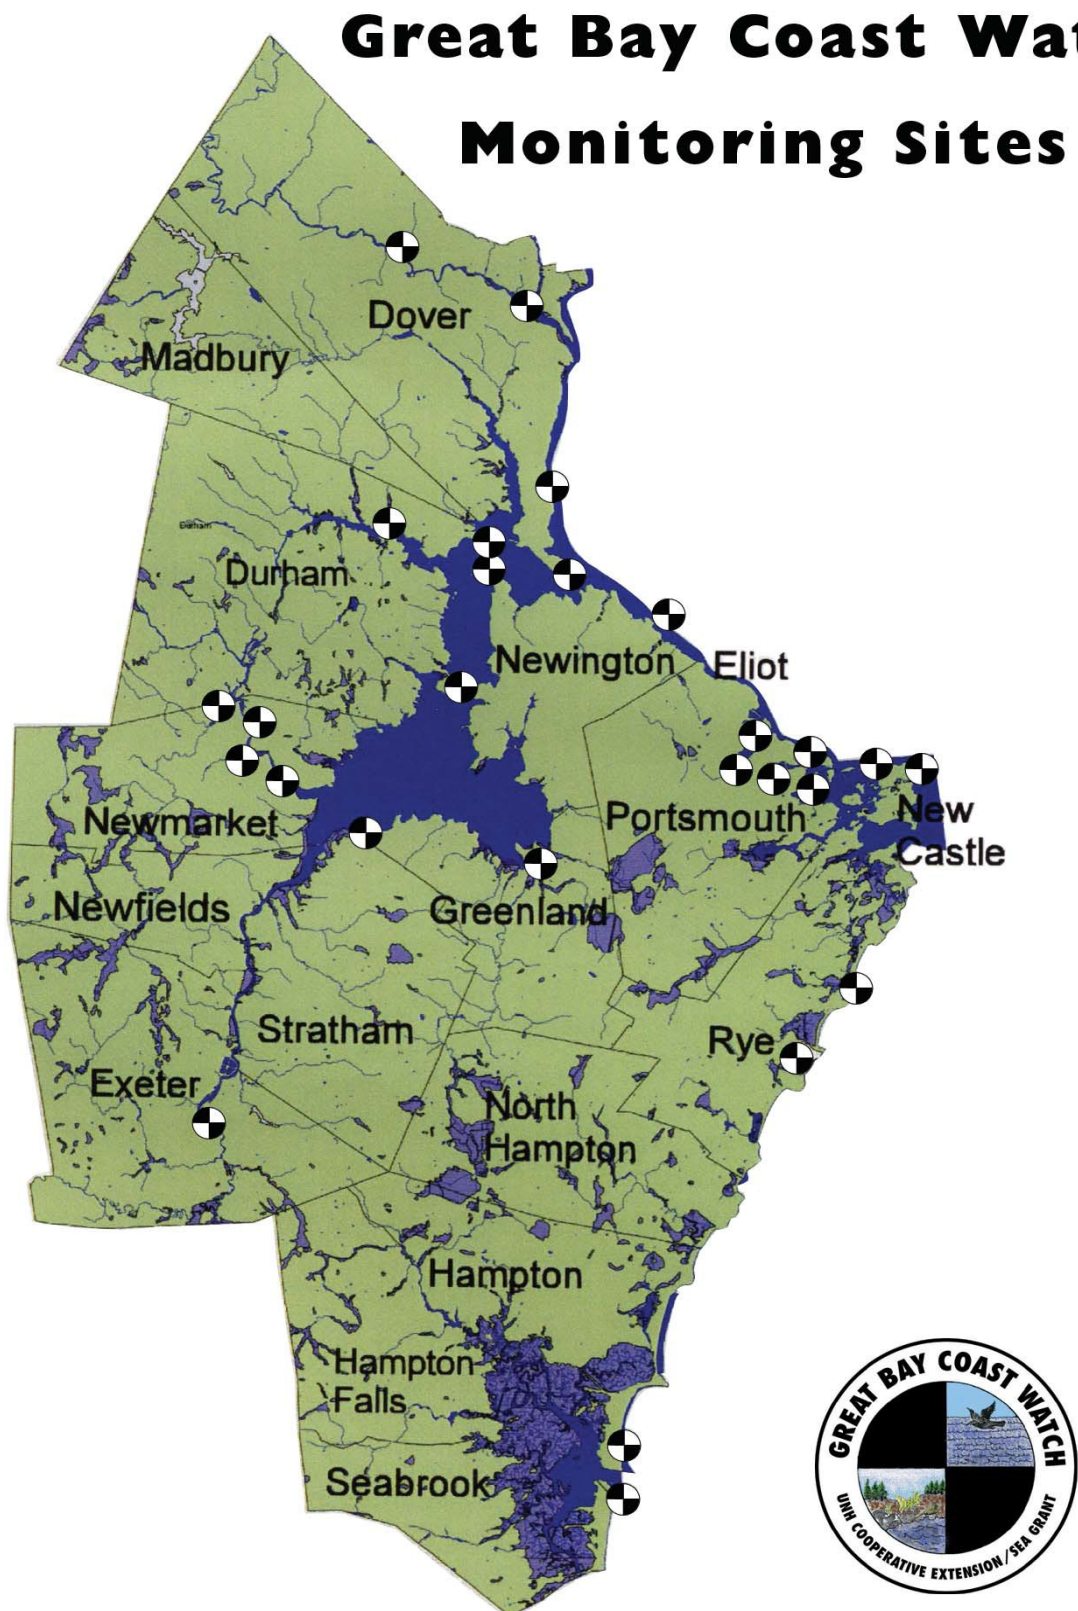 Great Bay Coast Wat
Monitoring Sites
Dover
Madbury
Durham
Durham
Newington
Eliot
Portsmouth
New
Castle
Newmarket
Newfields
Greenland
Stratham
Rye
Exeter
North
Hampton
Hampton
Hampton
Falls
Seabrook
GREAT BAY COAST WATCH
UNH COOPERATIVE EXTENSION/SEA GRANT